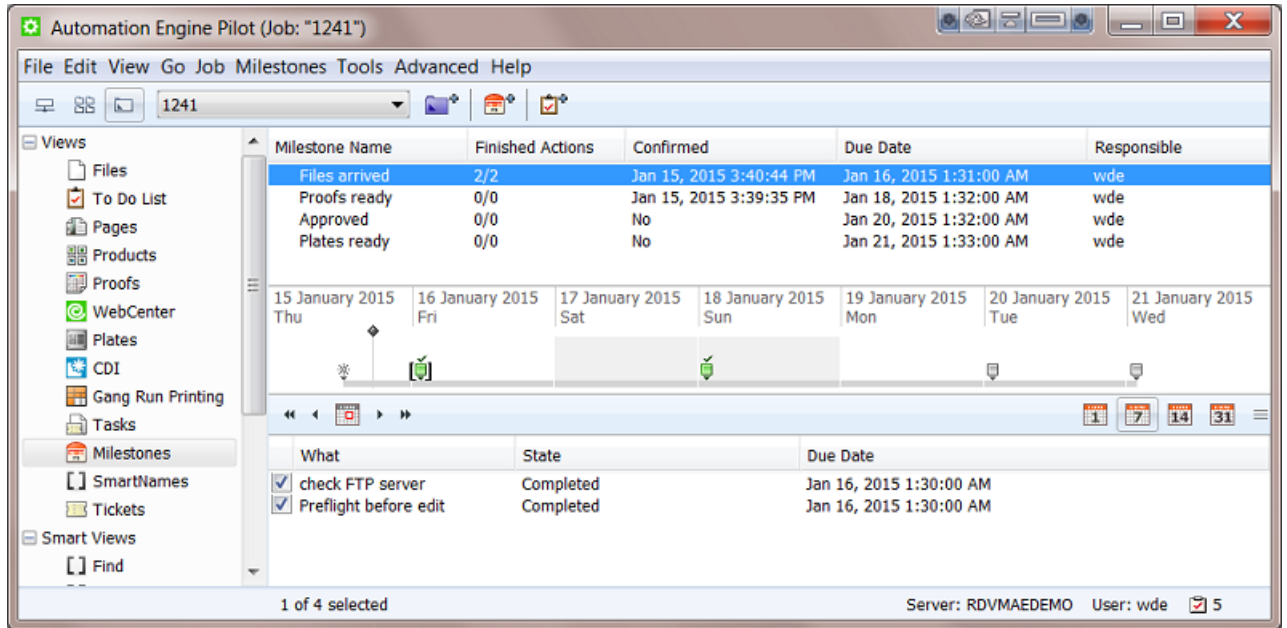 Automation Engine Pilot (Job: "1241")
File Edit View Go Job Milestones Tools Advanced Help
1241
Views
Files
To Do List
Pages
Products
Proofs
WebCenter
Plates
CDI
Gang Run Printing
Tasks
Milestones
SmartNames
Tickets
Smart Views
Find
Milestone Name Finished Actions Confirmed Due Date Responsible
Files arrived 2/2 Jan 15, 2015 3:40:44 PM Jan 16, 2015 1:31:00 AM wde
Proofs ready 0/0 Jan 15, 2015 3:39:35 PM Jan 18, 2015 1:32:00 AM wde
Approved 0/0 No Jan 20, 2015 1:32:00 AM wde
Plates ready 0/0 No Jan 21, 2015 1:33:00 AM wde
15 January 2015 16 January 2015 17 January 2015 18 January 2015 19 January 2015 20 January 2015 21 January 2015
Thu Fri Sat Sun Mon Tue Wed
1 7 14 31
What State Due Date
check FTP server Completed Jan 16, 2015 1:30:00 AM
Preflight before edit Completed Jan 16, 2015 1:30:00 AM
1 of 4 selected Server: RDVMAEDEMO User: wde 5